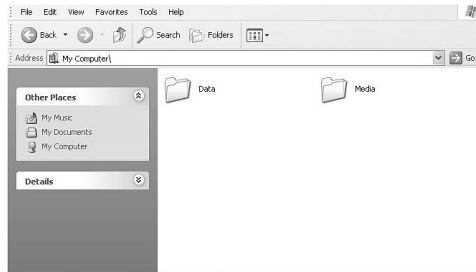 File Edit View Favorites Tools Help
Back Search Folders
Address My Computer\ Go
Other Places
Data Media
My Music
My Documents
My Computer
Details